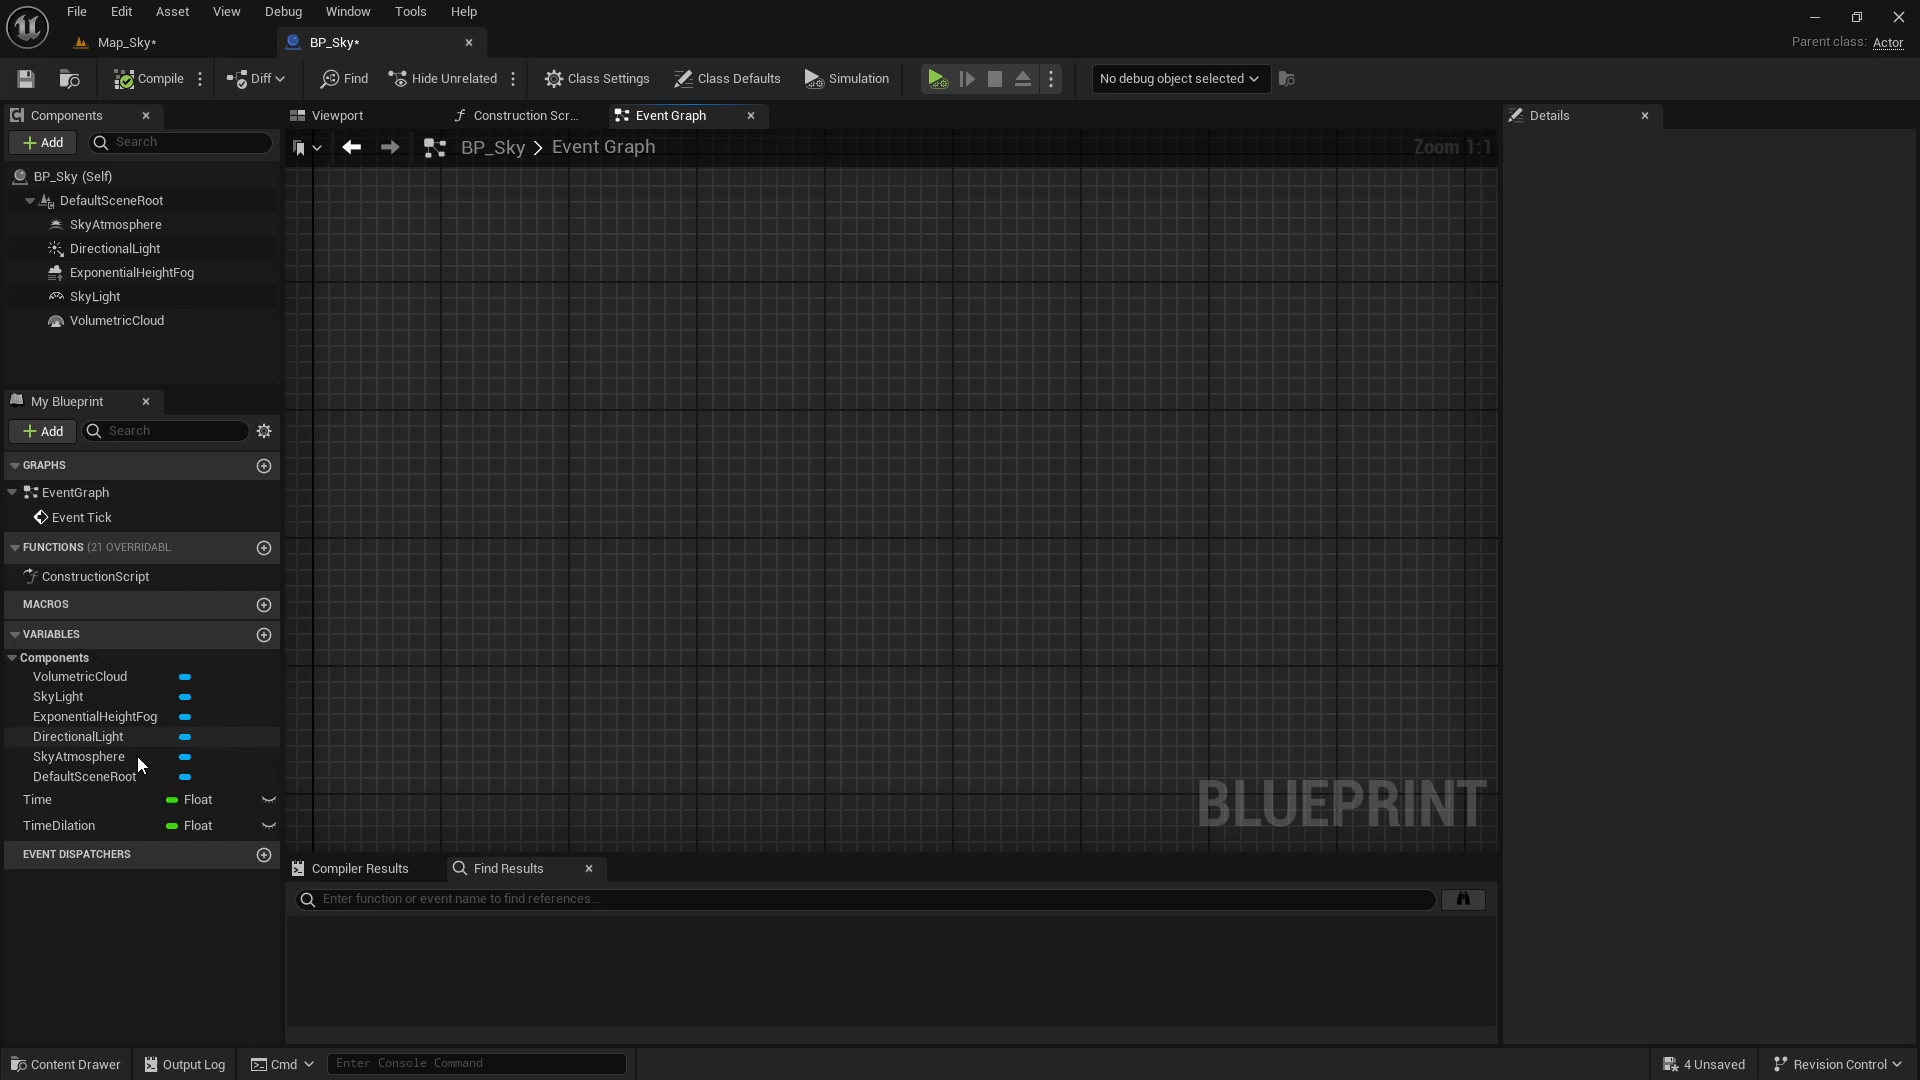 File Edit Asset View Debug Window Tools Help
Map_Sky*
BP_Sky*
Parent class: Actor
Compile
Diff
Find
Hide Unrelated
Class Settings
Class Defaults
Simulation
No debug object selected
Components
Add
Search
BP_Sky (Self)
DefaultSceneRoot
SkyAtmosphere
DirectionalLight
ExponentialHeightFog
SkyLight
VolumetricCloud
My Blueprint
Add
Search
GRAPHS
EventGraph
Event Tick
FUNCTIONS (21 OVERRIDABL
ConstructionScript
MACROS
VARIABLES
Components
VolumetricCloud
SkyLight
ExponentialHeightFog
DirectionalLight
SkyAtmosphere
DefaultSceneRoot
Time Float
TimeDilation Float
EVENT DISPATCHERS
Viewport
Construction Scr...
Event Graph
BP_Sky > Event Graph
Zoom 1:1
BLUEPRINT
Compiler Results
Find Results
Enter function or event name to find references...
Details
Content Drawer
Output Log
Cmd
Enter Console Command
4 Unsaved
Revision Control